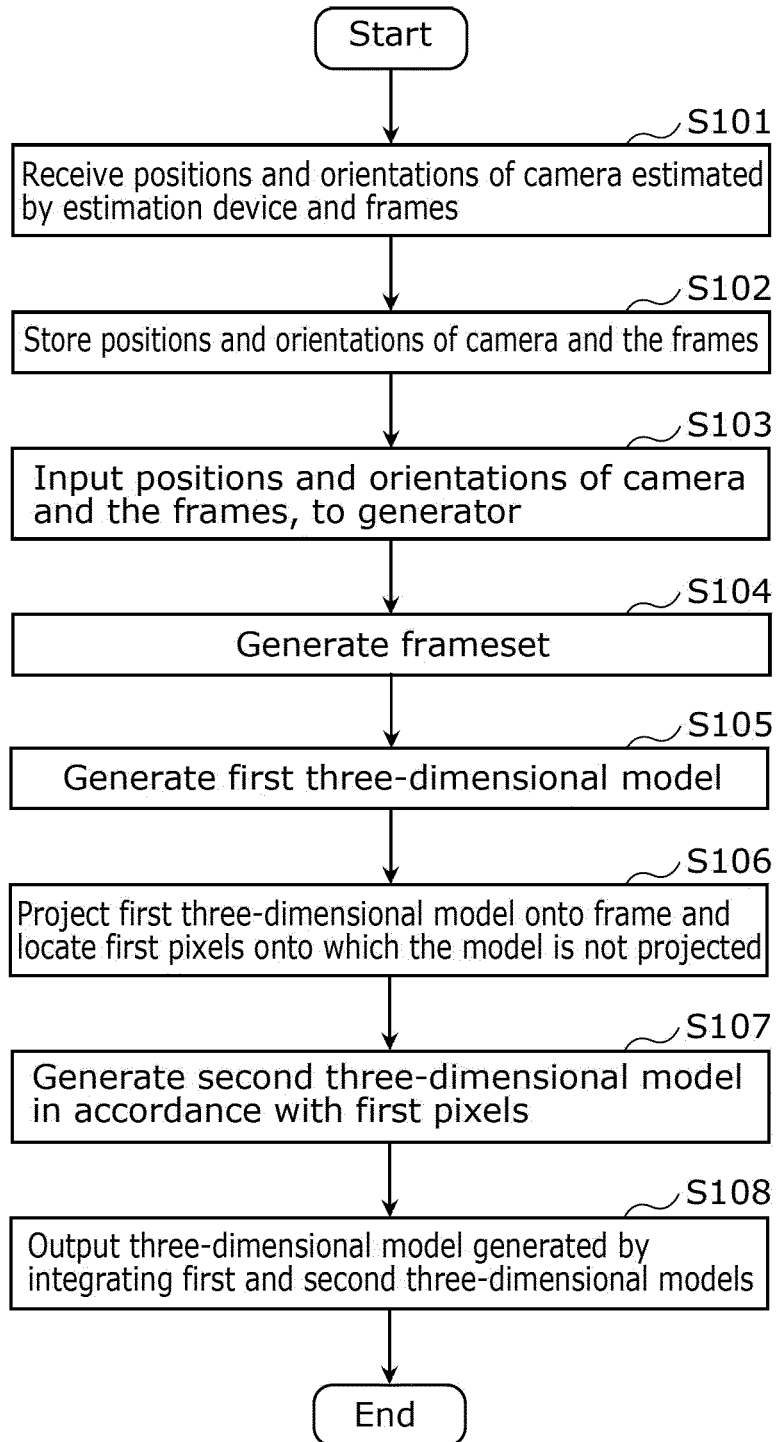 Start
S101
Receive positions and orientations of camera estimated
by estimation device and frames
S102
Store positions and orientations of camera and the frames
S103
Input positions and orientations of camera
and the frames, to generator
S104
Generate frameset
S105
Generate first three-dimensional model
S106
Project first three-dimensional model onto frame and
locate first pixels onto which the model is not projected
S107
Generate second three-dimensional model
in accordance with first pixels
S108
Output three-dimensional model generated by
integrating first and second three-dimensional models
End